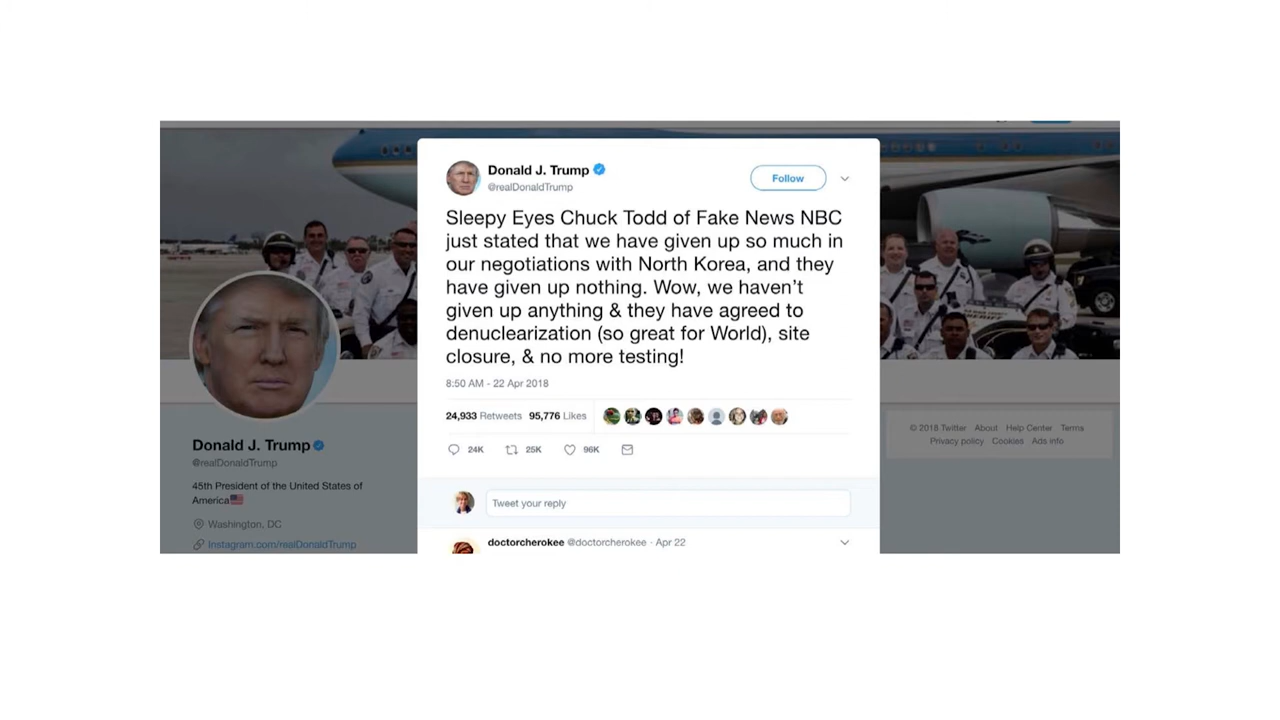 Donald J. Trump
@realDonaldTrump
Follow
Sleepy Eyes Chuck Todd of Fake News NBC
just stated that we have given up so much in
our negotiations with North Korea, and they
have given up nothing. Wow, we haven't
given up anything & they have agreed to
denuclearization (so great for World), site
closure, & no more testing!
8:50 AM - 22 Apr 2018
24,933 Retweets 95,776 Likes
24K 25K 96K
Tweet your reply
doctorcherokee @doctorcherokee · Apr 22
Donald J. Trump
@realDonaldTrump
45th President of the United States of
America🇺🇸
Washington, DC
Instagram.com/realDonaldTrump
© 2018 Twitter About Help Center Terms
Privacy policy Cookies Ads info